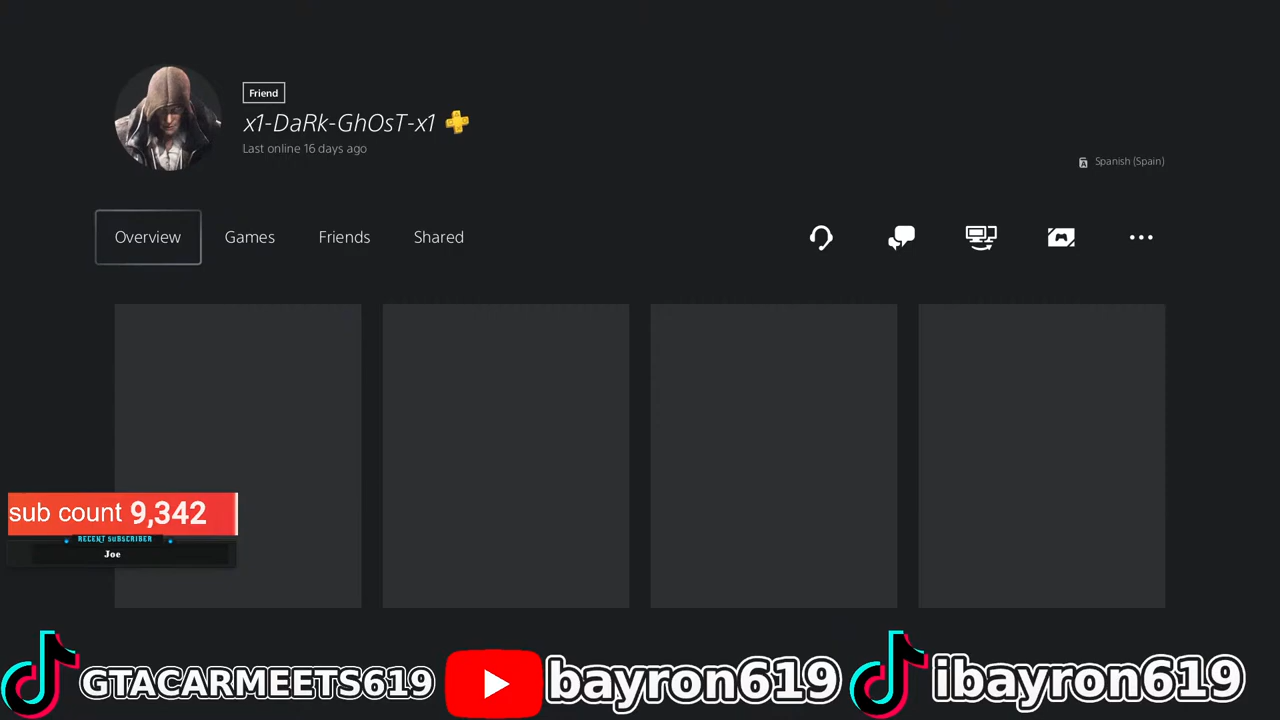 Friend
x1-DaRk-GhOsT-x1
Last online 16 days ago
Spanish (Spain)
Overview
Games
Friends
Shared
sub count 9,342
RECENT SUBSCRIBER
Joe
GTACARMEETS619
bayron619
ibayron619